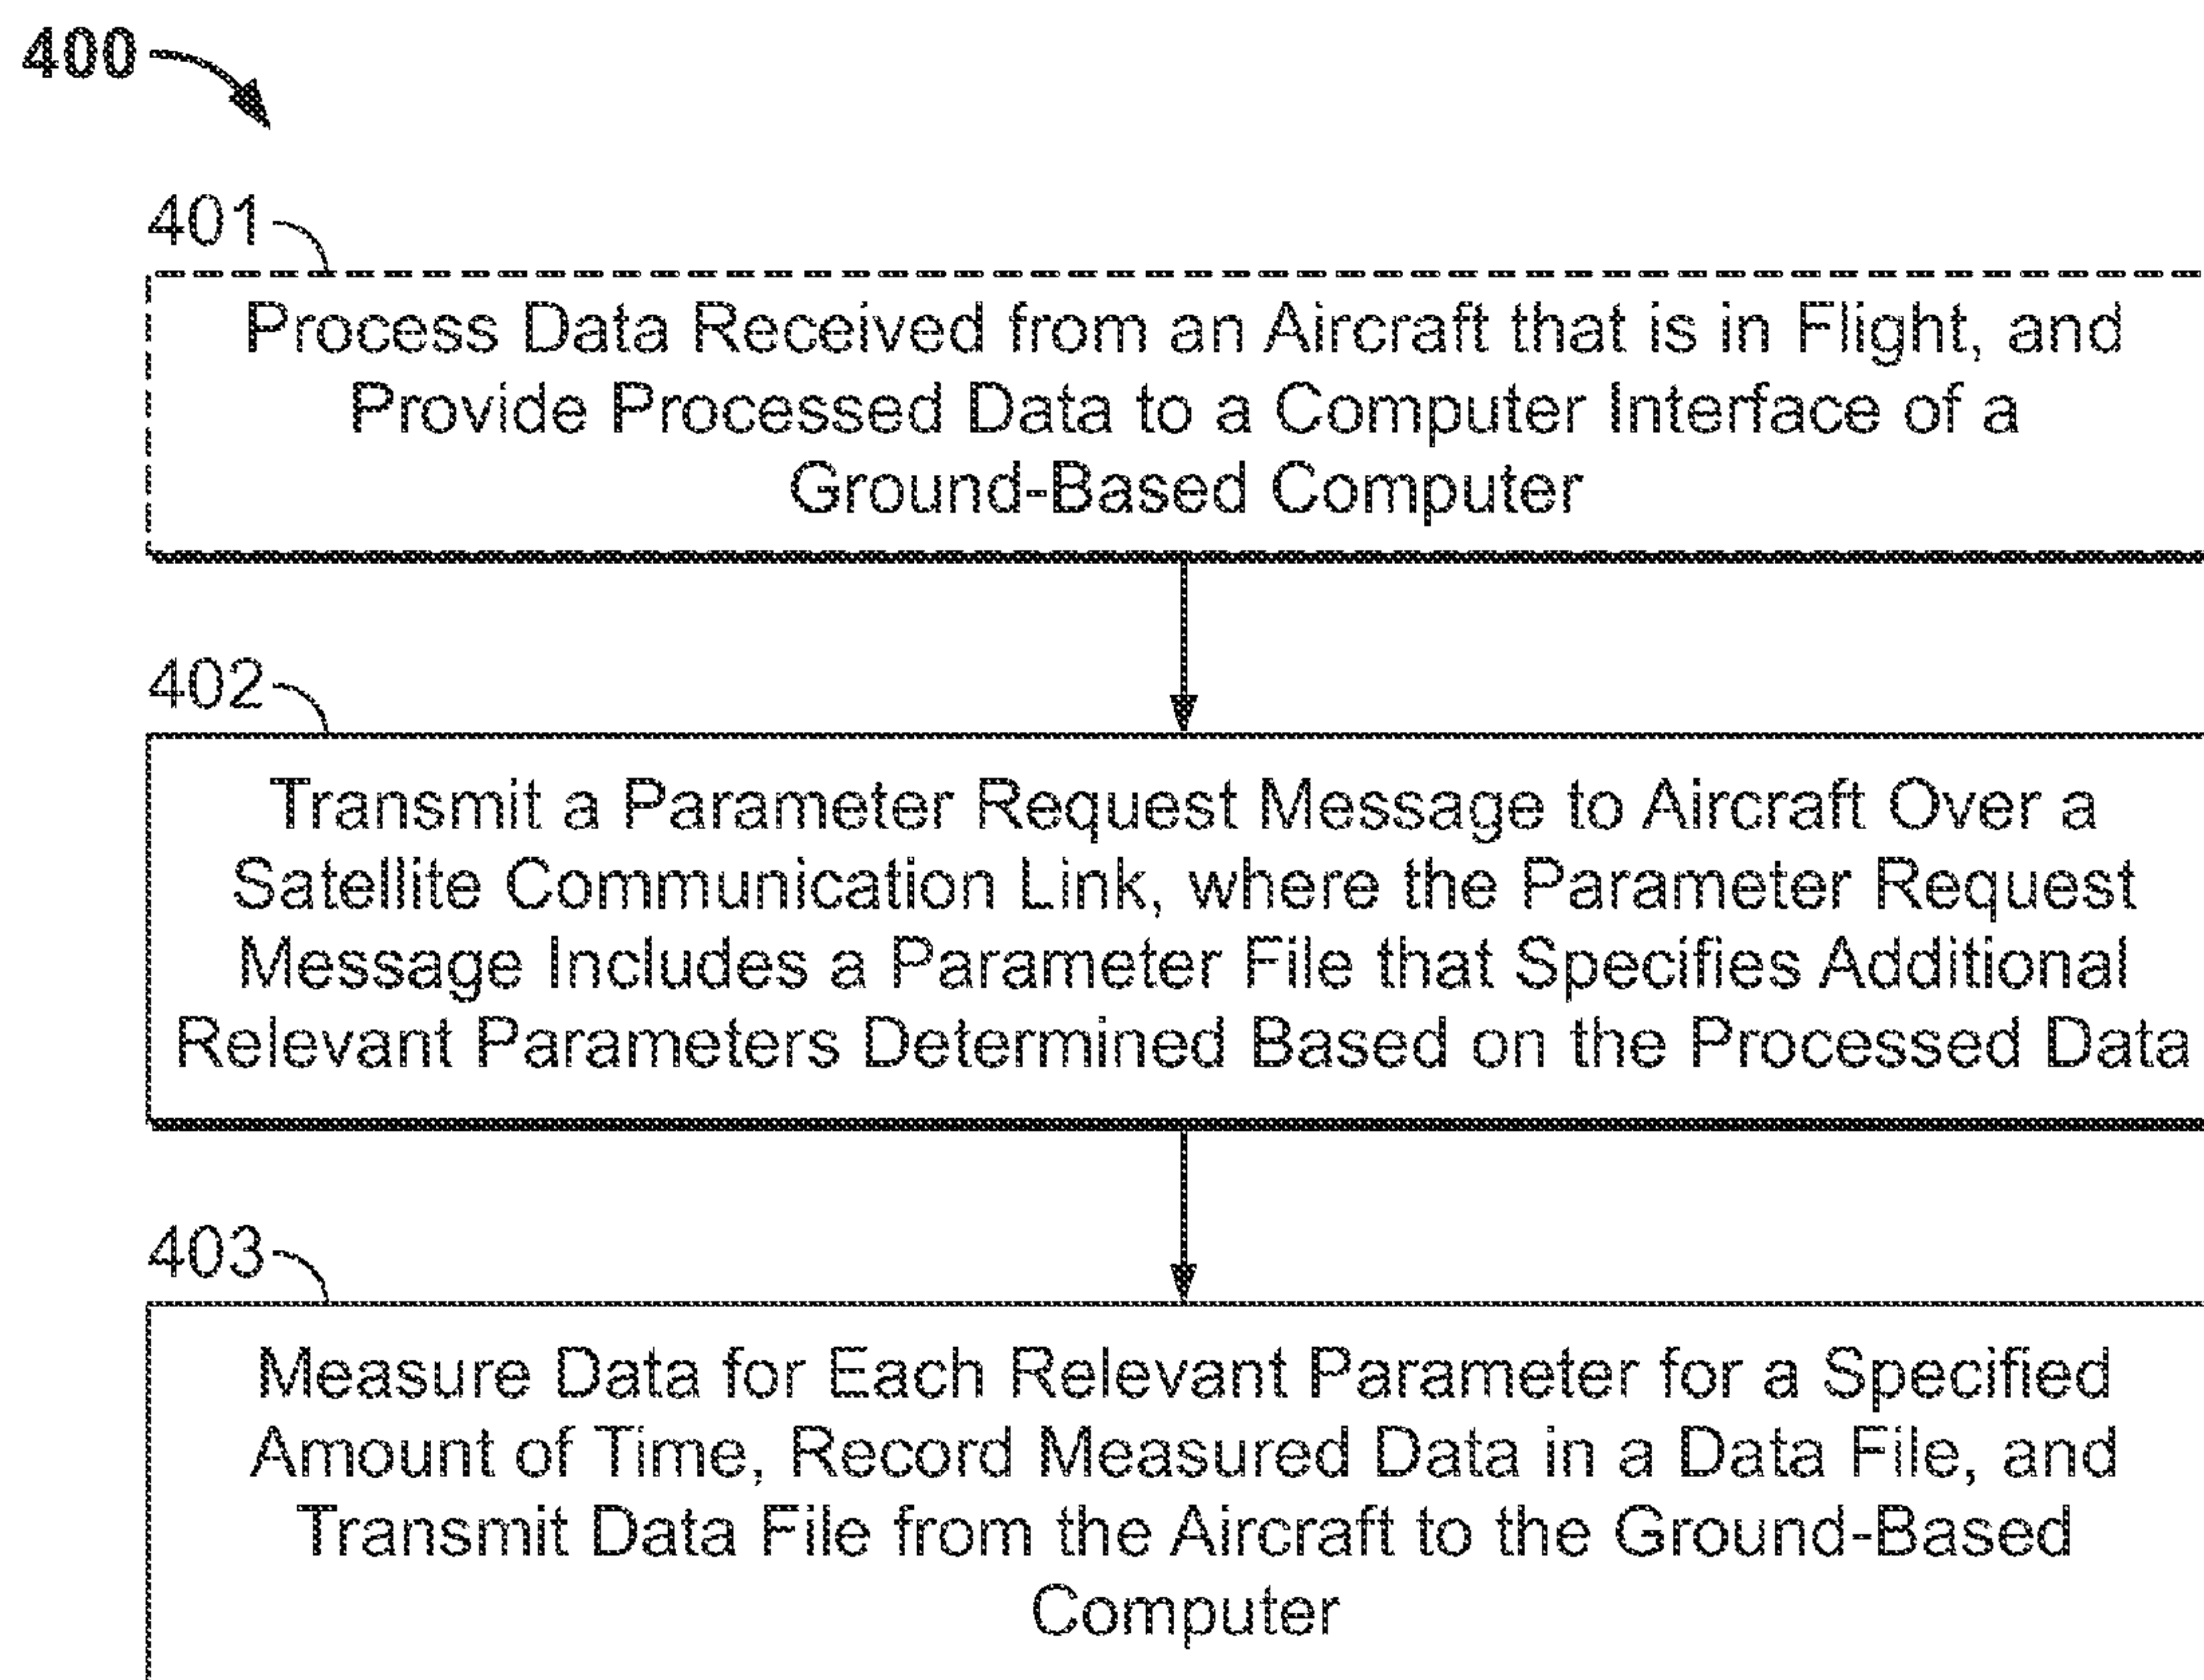 400
401
Process Data Received from an Aircraft that is in Flight, and
Provide Processed Data to a Computer Interface of a
Ground-Based Computer
402
Transmit a Parameter Request Message to Aircraft Over a
Satellite Communication Link, where the Parameter Request
Message Includes a Parameter File that Specifies Additional
Relevant Parameters Determined Based on the Processed Data
403
Measure Data for Each Relevant Parameter for a Specified
Amount of Time, Record Measured Data in a Data File, and
Transmit Data File from the Aircraft to the Ground-Based
Computer